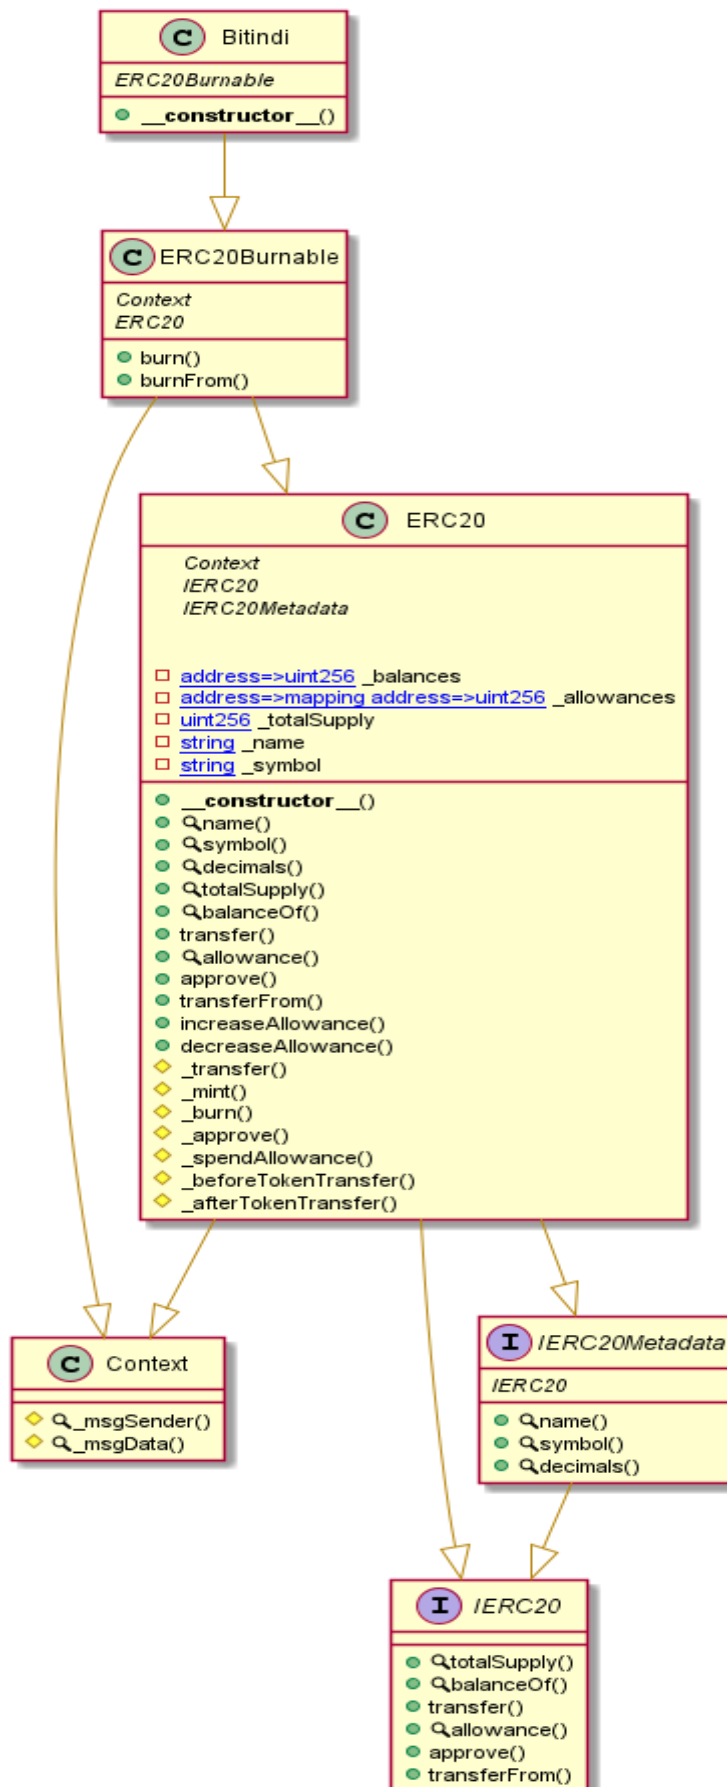 C Bitindi
ERC20Burnable
__constructor__()
C ERC20Burnable
Context
ERC20
burn()
burnFrom()
C ERC20
Context
IERC20
IERC20Metadata
address=>uint256 _balances
address=>mapping address=>uint256 _allowances
uint256 _totalSupply
string _name
string _symbol
__constructor__()
name()
symbol()
decimals()
totalSupply()
balanceOf()
transfer()
allowance()
approve()
transferFrom()
increaseAllowance()
decreaseAllowance()
_transfer()
_mint()
_burn()
_approve()
_spendAllowance()
_beforeTokenTransfer()
_afterTokenTransfer()
C Context
_msgSender()
_msgData()
I IERC20Metadata
IERC20
name()
symbol()
decimals()
I IERC20
totalSupply()
balanceOf()
transfer()
allowance()
approve()
transferFrom()